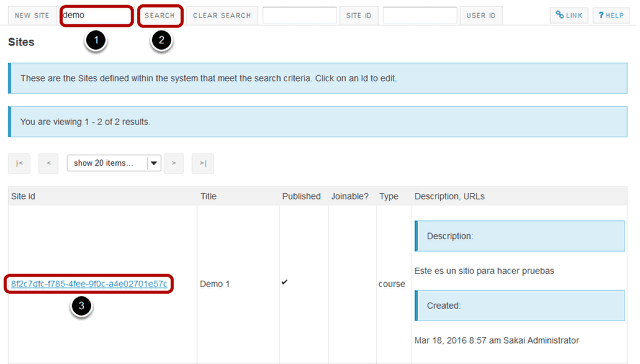 NEW SITE demo SEARCH CLEAR SEARCH SITE ID USER ID LINK ? HELP
1 2
Sites
These are the Sites defined within the system that meet the search criteria. Click on an Id to edit.
You are viewing 1 - 2 of 2 results.
|< < show 20 items... > >|
Site Id Title Published Joinable? Type Description, URLs
Description:
Este es un sitio para hacer pruebas
8f2c7dfc-f785-4fee-9f0c-a4e02701e57c Demo 1 ✔ course
Created:
3
Mar 18, 2016 8:57 am Sakai Administrator